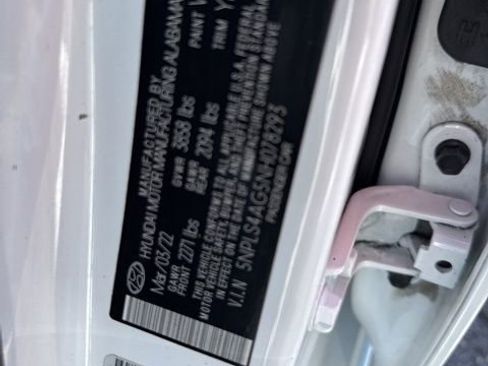 MANUFACTURED BY
HYUNDAI MOTOR MANUFACTURING ALABAMA
Mar/03/22
GVWR 3858 lbs
PAINT
GAWR FRONT 2271 lbs
GAWR REAR 2094 lbs
THIS VEHICLE CONFORMS TO ALL APPLICABLE U.S.A. FEDERAL
MOTOR VEHICLE SAFETY AND THEFT PREVENTION STANDARDS
IN EFFECT ON THE DATE OF MANUFACTURE SHOWN ABOVE
V.I.N 5NPLS4AG5NH078293
PASSENGER CAR